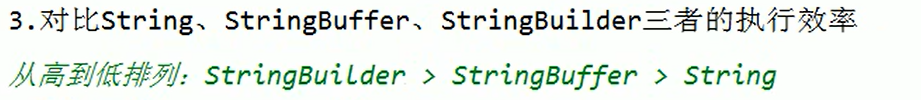 3.对比String、StringBuffer、StringBuilder三者的执行效率
从高到低排列：StringBuilder > StringBuffer > String